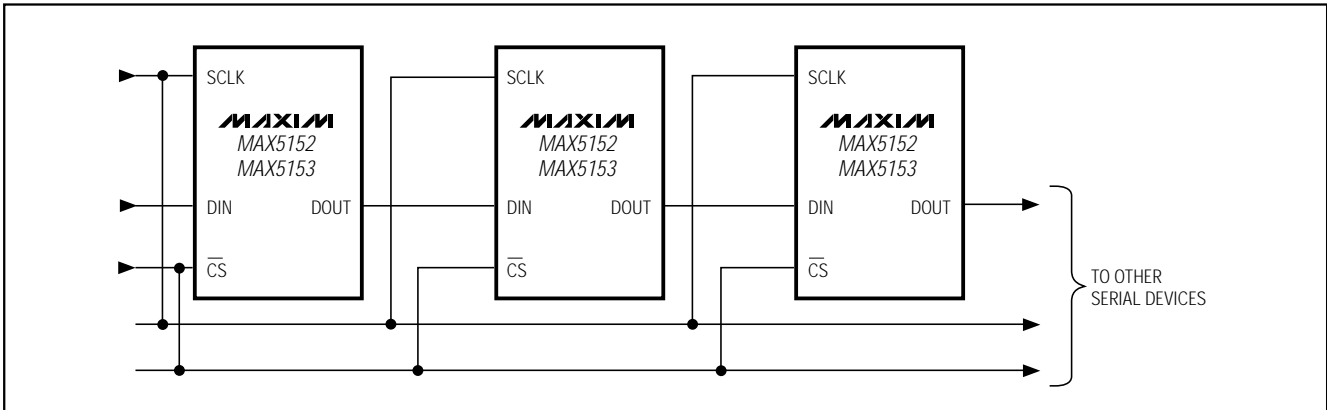 SCLK
MAXIM
MAX5152
MAX5153
DIN DOUT
CS
SCLK
MAXIM
MAX5152
MAX5153
DIN DOUT
CS
SCLK
MAXIM
MAX5152
MAX5153
DIN DOUT
CS
TO OTHER
SERIAL DEVICES